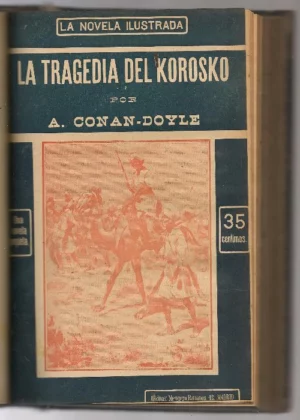 LA NOVELA ILUSTRADA
LA TRAGEDIA DEL KOROSKO
POR
A. CONAN-DOYLE
35
céntimos